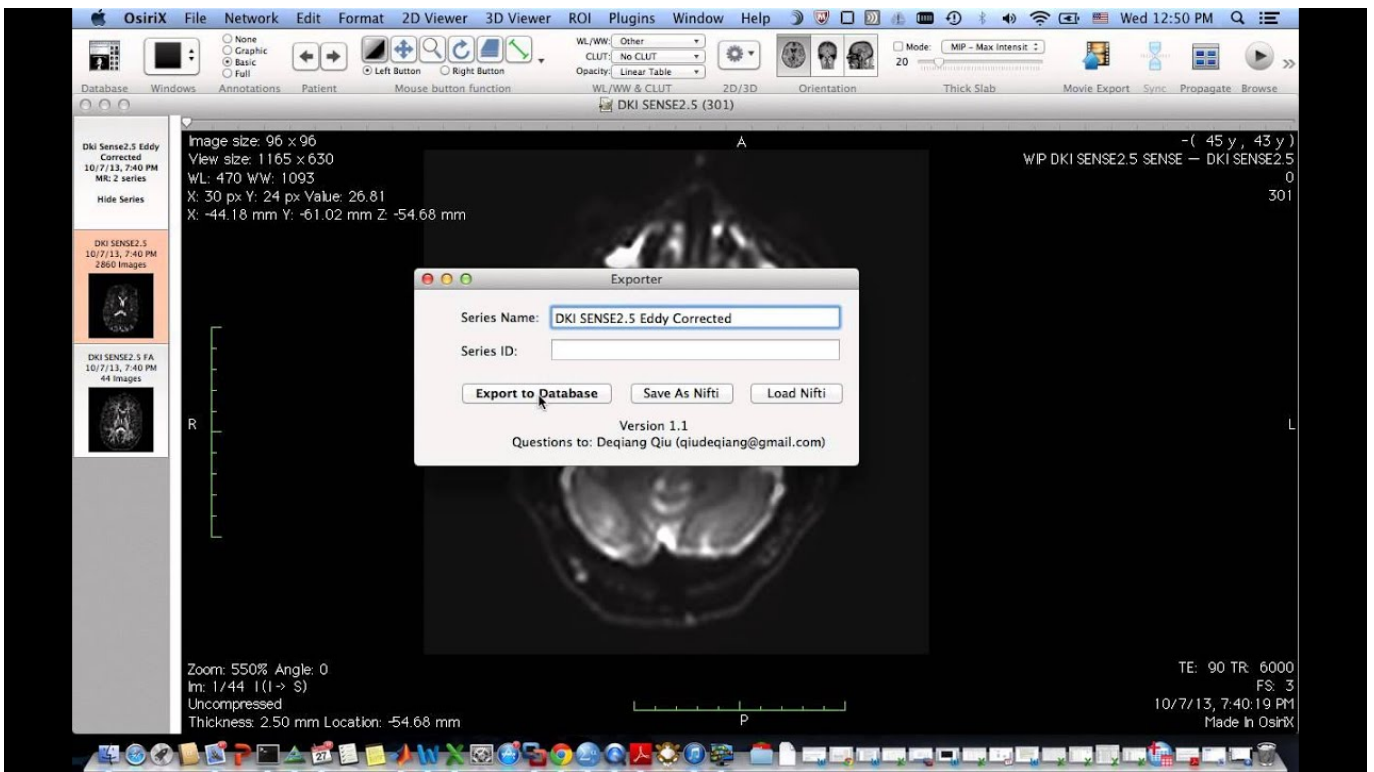 OsiriX File Network Edit Format 2D Viewer 3D Viewer ROI Plugins Window Help Wed 12:50 PM
None
Graphic
Basic
Full
Left Button Right Button
WL/WW: Other
CLUT: No CLUT
Opacity: Linear Table
Mode: MIP - Max Intensit
20
Database Windows Annotations Patient Mouse button function WL/WW & CLUT 2D/3D Orientation Thick Slab Movie Export Sync Propagate Browse
DKI SENSE2.5 (301)
Dki Sense2.5 Eddy
Corrected
10/7/13, 7:40 PM
MR: 2 series
Hide Series
DKI SENSE2.5
10/7/13, 7:40 PM
2860 Images
DKI SENSE2.5 FA
10/7/13, 7:40 PM
44 Images
Image size: 96 x 96
View size: 1165 x 630
WL: 470 WW: 1093
X: 30 px Y: 24 px Value: 26.81
X: -44.18 mm Y: -61.02 mm Z: -54.68 mm
A
-( 45 y , 43 y )
WIP DKI SENSE2.5 SENSE — DKI SENSE2.5
0
301
Exporter
Series Name: DKI SENSE2.5 Eddy Corrected
Series ID:
Export to Database Save As Nifti Load Nifti
Version 1.1
Questions to: Deqiang Qiu (qiudeqiang@gmail.com)
R
L
Zoom: 550% Angle: 0
Im: 1/44 I(I-> S)
Uncompressed
Thickness: 2.50 mm Location: -54.68 mm
P
TE: 90 TR: 6000
FS: 3
10/7/13, 7:40:19 PM
Made In OsiriX